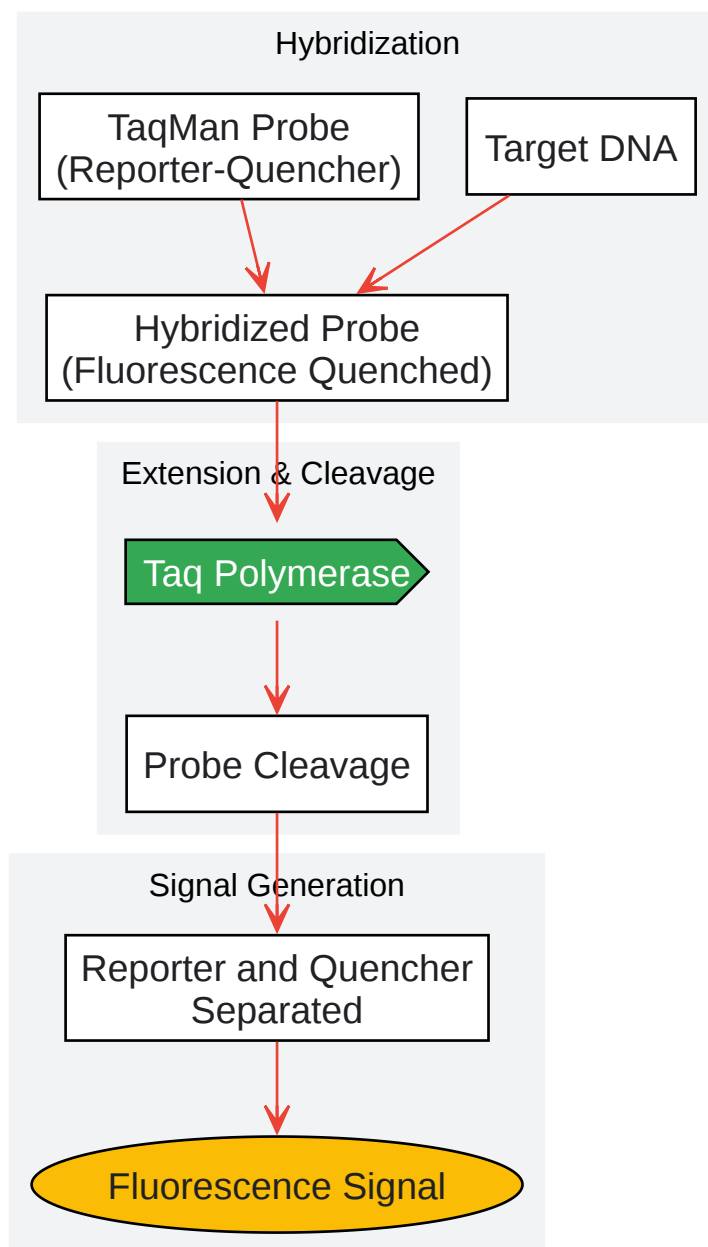 Hybridization
TaqMan Probe
(Reporter-Quencher)
Target DNA
Hybridized Probe
(Fluorescence Quenched)
Extension & Cleavage
Taq Polymerase
Probe Cleavage
Signal Generation
Reporter and Quencher
Separated
Fluorescence Signal